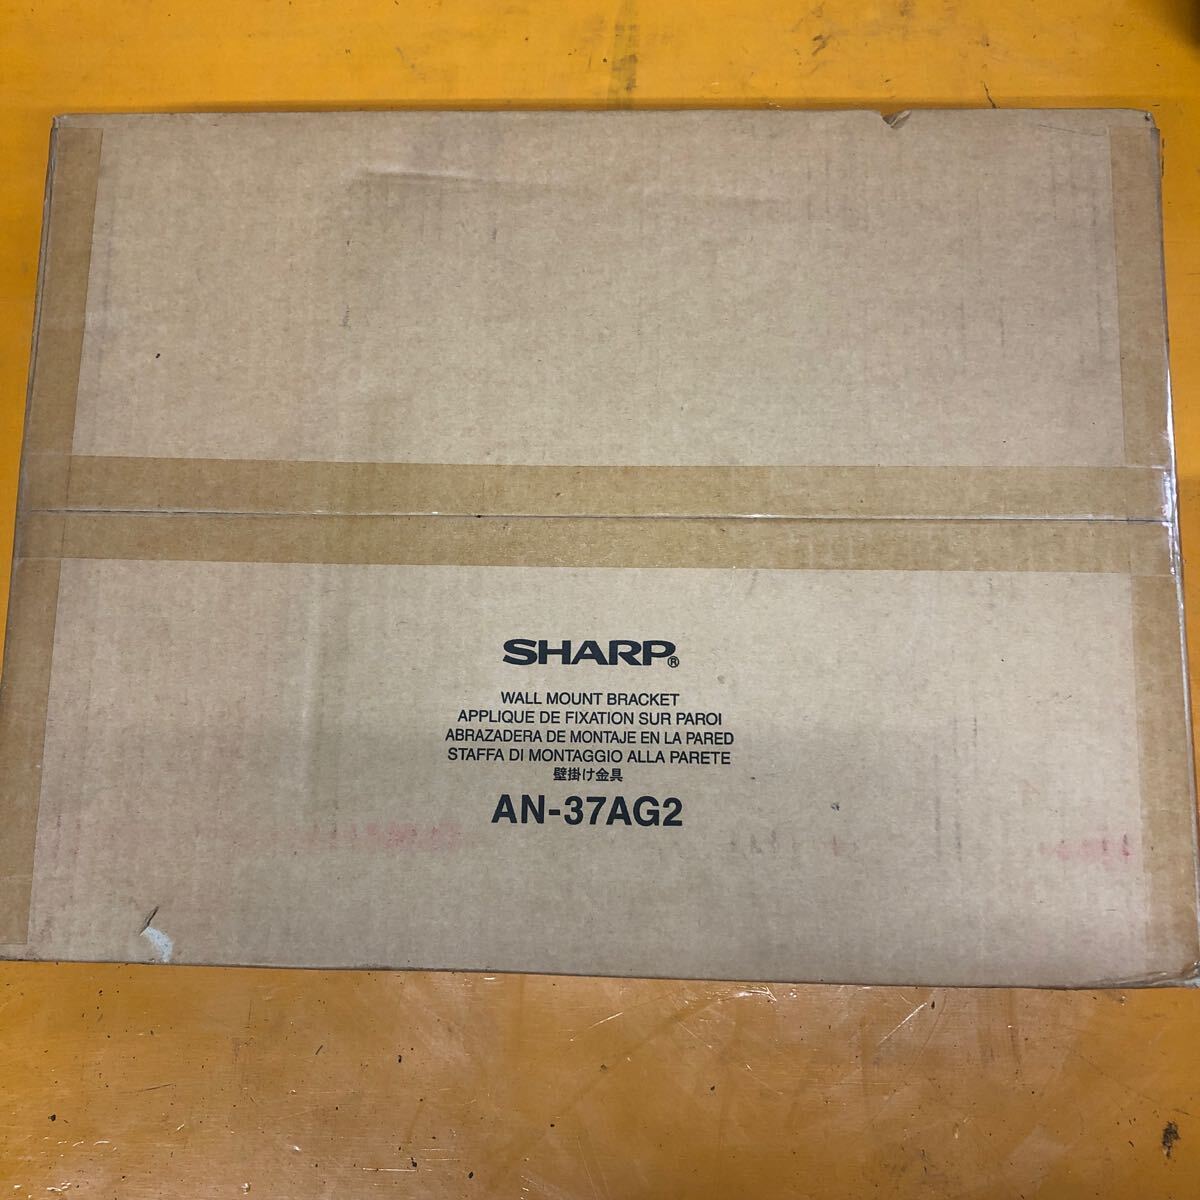 SHARP®
WALL MOUNT BRACKET
APPLIQUE DE FIXATION SUR PAROI
ABRAZADERA DE MONTAJE EN LA PARED
STAFFA DI MONTAGGIO ALLA PARETE
壁掛け金具
AN-37AG2